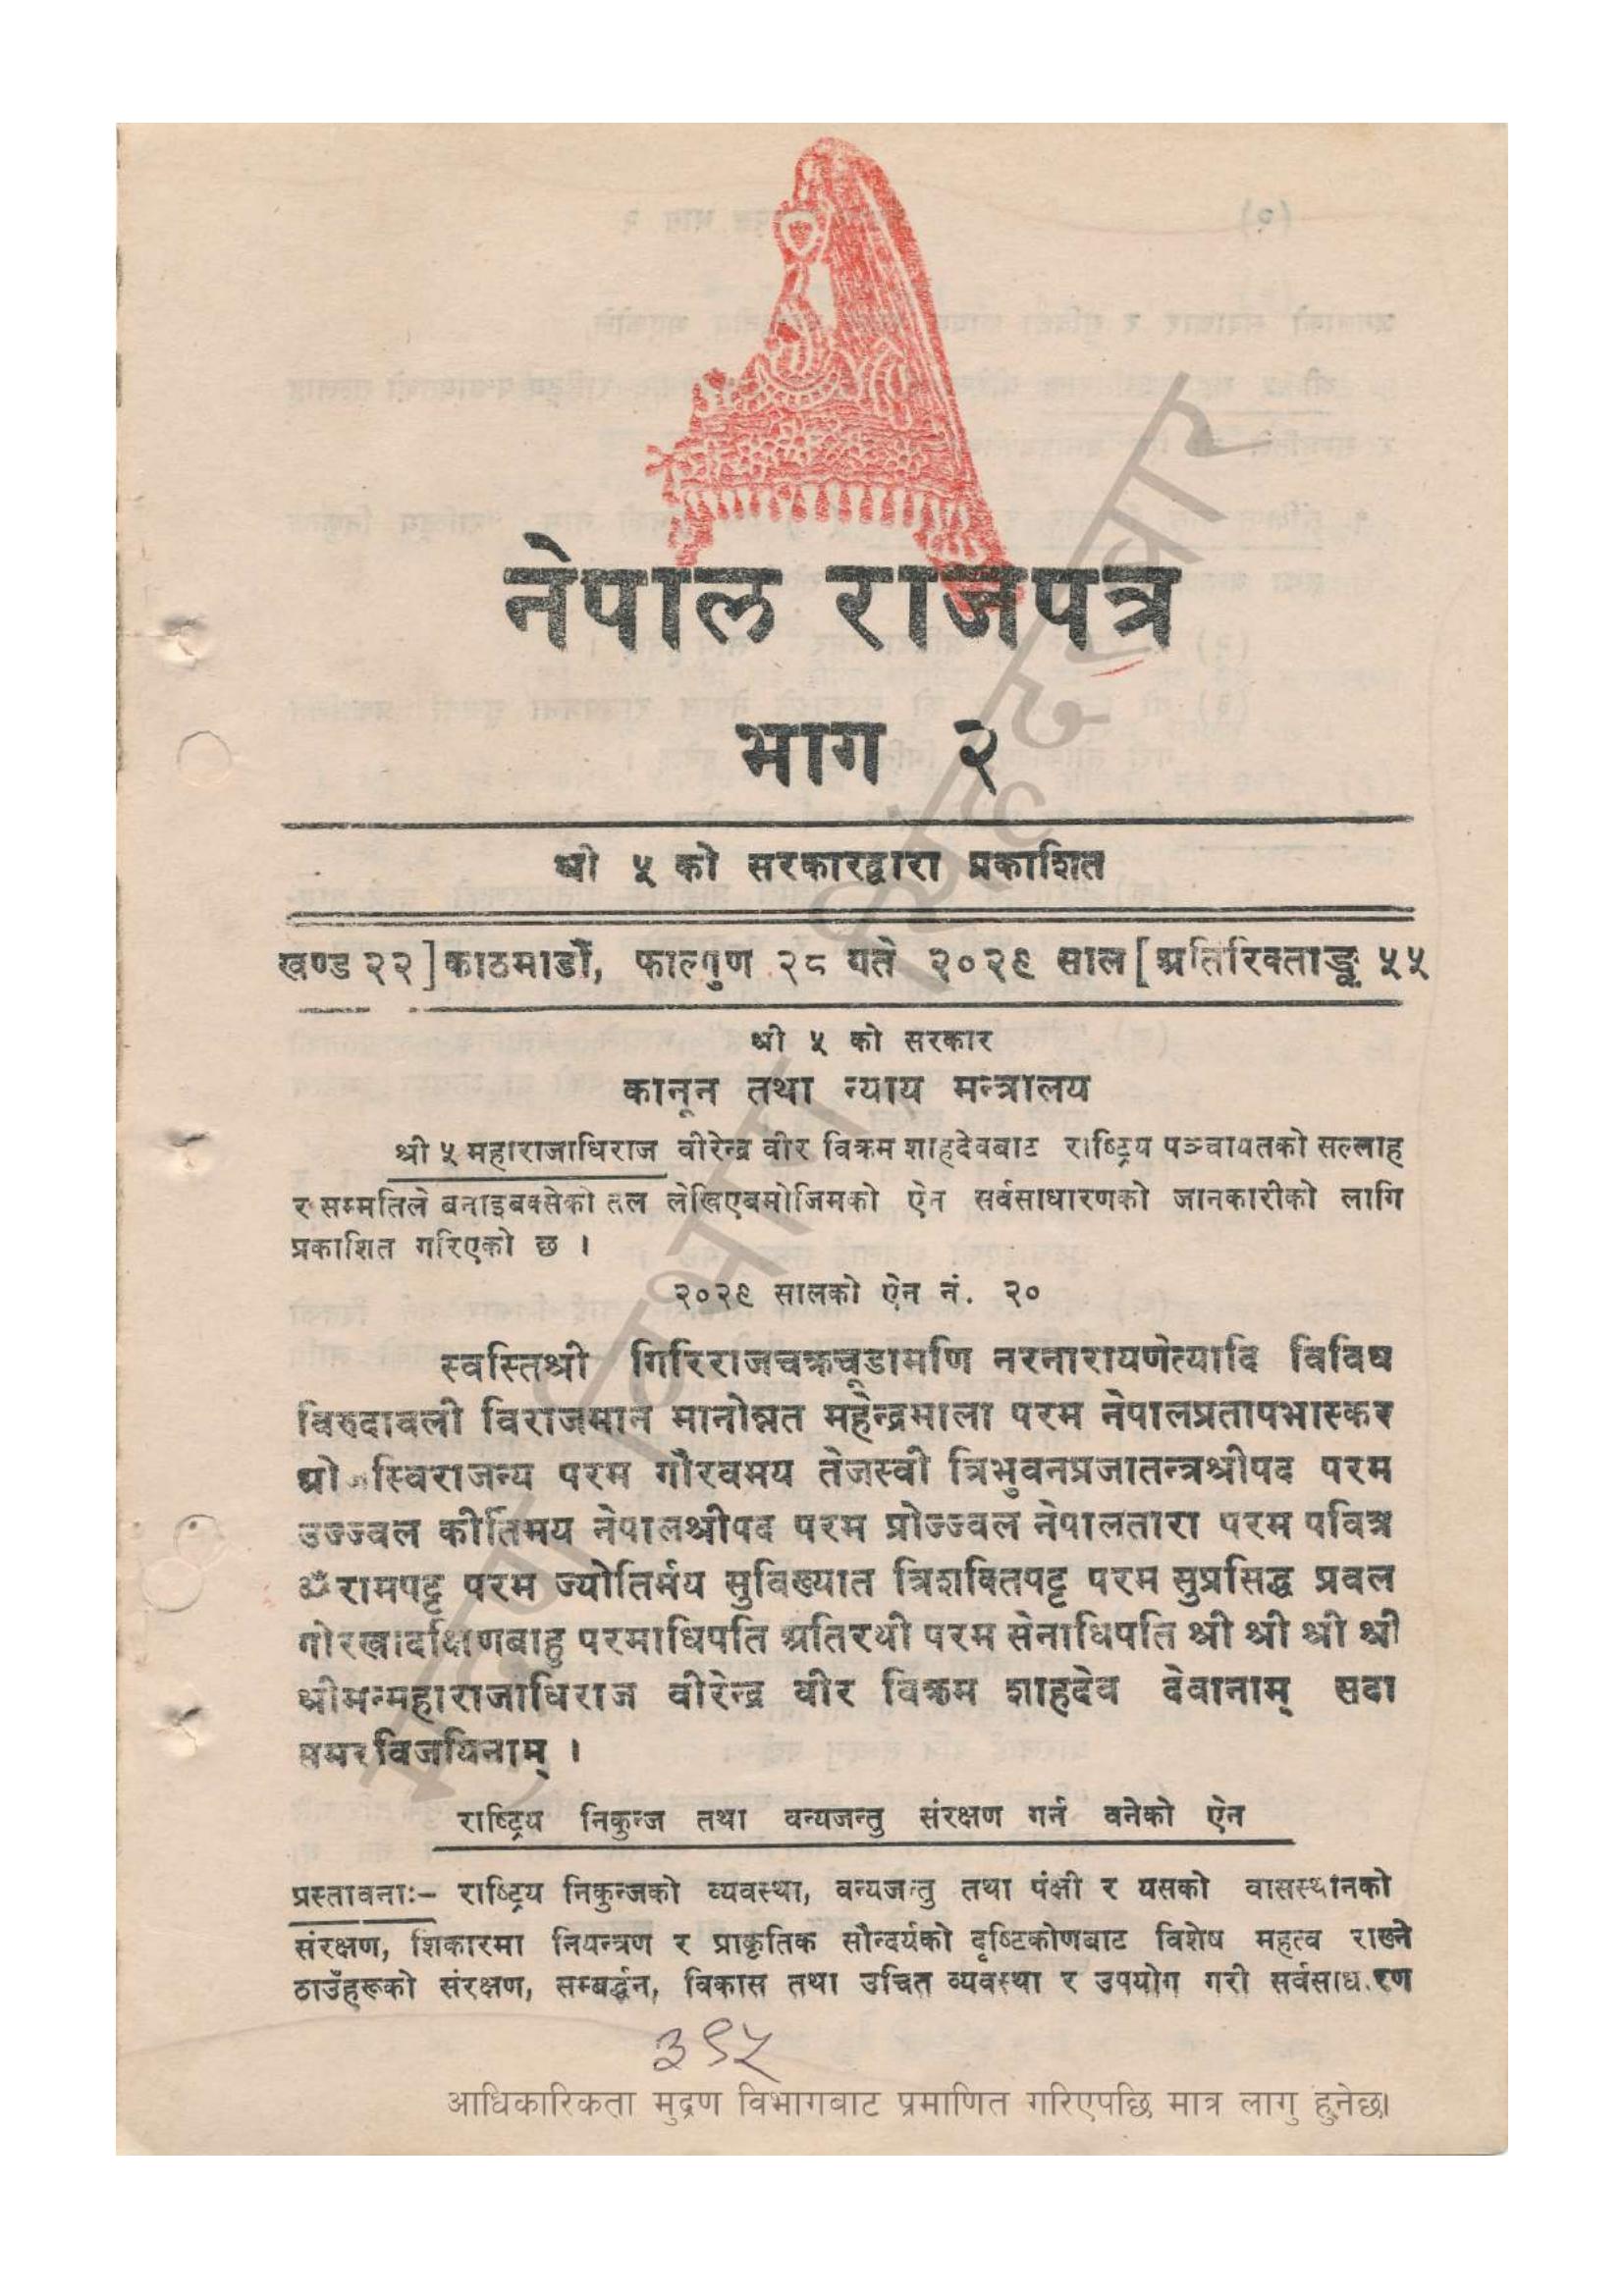 नेपाल राजपत्र
भाग २
श्री ५ को सरकारद्वारा प्रकाशित
खण्ड २२] काठमाडौं, फाल्गुण २८ गते २०२९ साल [अतिरिक्ताङ्क ५५
श्री ५ को सरकार
कानून तथा न्याय मन्त्रालय
श्री ५ महाराजाधिराज वीरेन्द्र वीर विक्रम शाहदेवबाट राष्ट्रिय पञ्चायतको सल्लाह
र सम्मतिले बनाइबक्सेको तल लेखिएबमोजिमको ऐन सर्वसाधारणको जानकारीको लागि
प्रकाशित गरिएको छ ।
२०२९ सालको ऐन नं. २०
स्वस्तिश्री गिरिराजचक्रचूडामणि नरनारायणेत्यादि विविध
विरुदावली विराजमान मानोन्नत महेन्द्रमाला परम नेपालप्रतापभास्कर
परम गौरवमय तेजस्वी त्रिभुवनप्रजातन्त्रश्रीपद परम
उज्ज्वल कीर्तिमय नेपालश्रीपद परम प्रोज्ज्वल नेपालतारा परम पवित्र
ॐरामपट्ट परम ज्योतिर्मय सुविख्यात त्रिशक्तिपट्ट परम सुप्रसिद्ध प्रवल
गोरखादक्षिणबाहु परमाधिपति अतिरथी परम सेनाधिपति श्री श्री श्री श्री
श्रीमन्महाराजाधिराज वीरेन्द्र वीर विक्रम शाहदेव देवानाम् सदा
समरविजयिनाम् ।
राष्ट्रिय निकुन्ज तथा वन्यजन्तु संरक्षण गर्न वनेको ऐन
प्रस्तावनाः– राष्ट्रिय निकुन्जको व्यवस्था, वन्यजन्तु तथा पंक्षी र यसको वासस्थानको
संरक्षण, शिकारमा नियन्त्रण र प्राकृतिक सौन्दर्यको दृष्टिकोणबाट विशेष महत्व राख्ने
ठाउँहरूको संरक्षण, सम्बर्द्धन, विकास तथा उचित व्यवस्था र उपयोग गरी सर्वसाधारण
३९५
आधिकारिकता मुद्रण विभागबाट प्रमाणित गरिएपछि मात्र लागु हुनेछ।
मुद्रण विभाग, सिंहदरवार